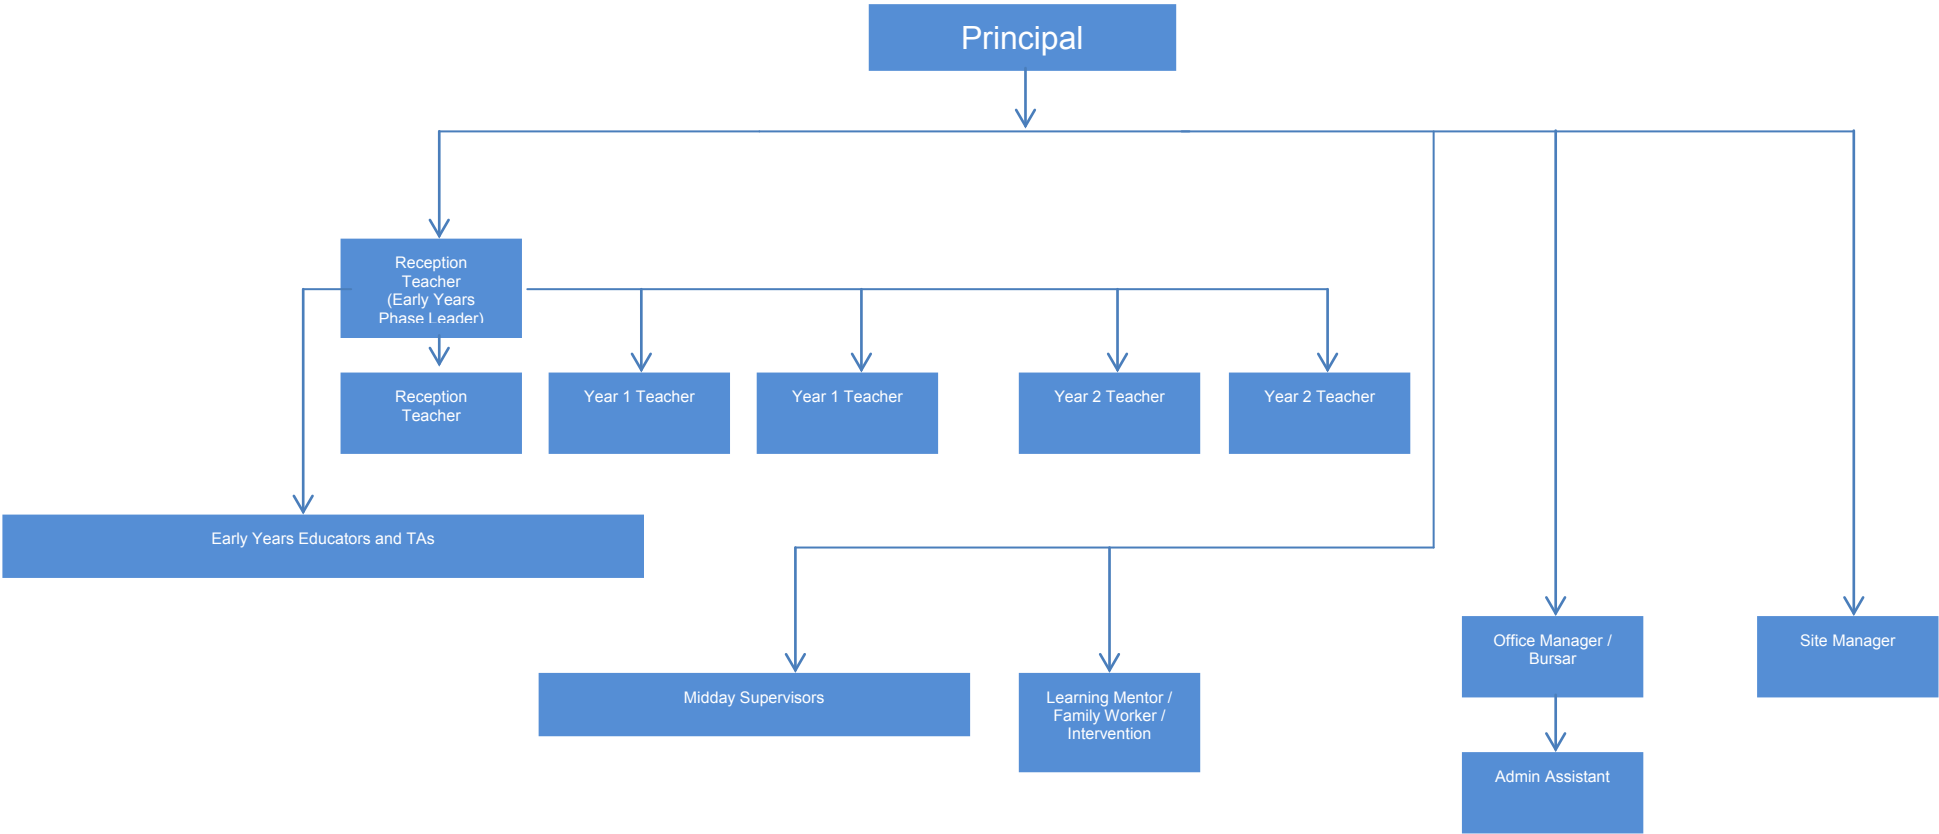 Principal
Reception
Teacher
(Early Years
Phase Leader)
Reception
Teacher
Year 1 Teacher
Year 1 Teacher
Year 2 Teacher
Year 2 Teacher
Early Years Educators and TAs
Midday Supervisors
Learning Mentor /
Family Worker /
Intervention
Office Manager /
Bursar
Site Manager
Admin Assistant